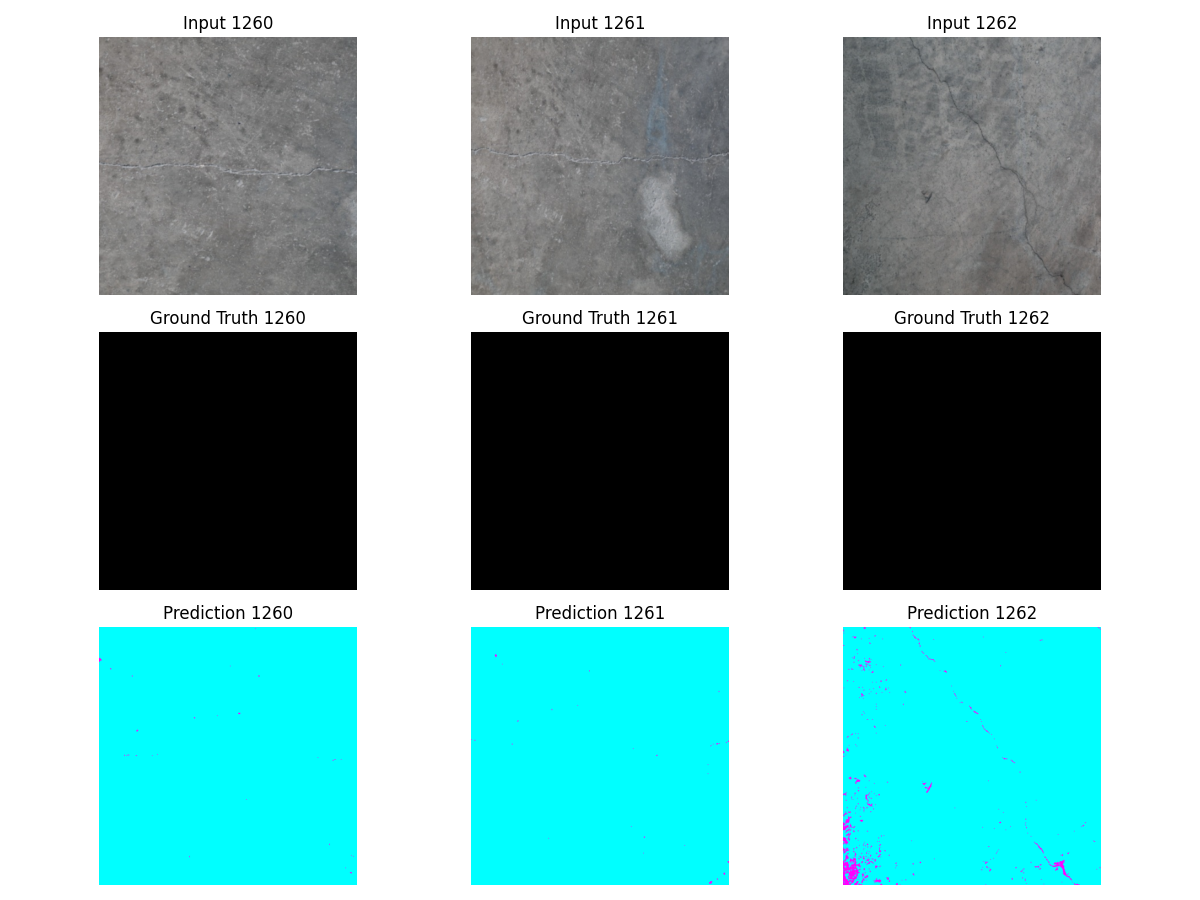 Input 1260
Input 1261
Input 1262
Ground Truth 1260
Ground Truth 1261
Ground Truth 1262
Prediction 1260
Prediction 1261
Prediction 1262